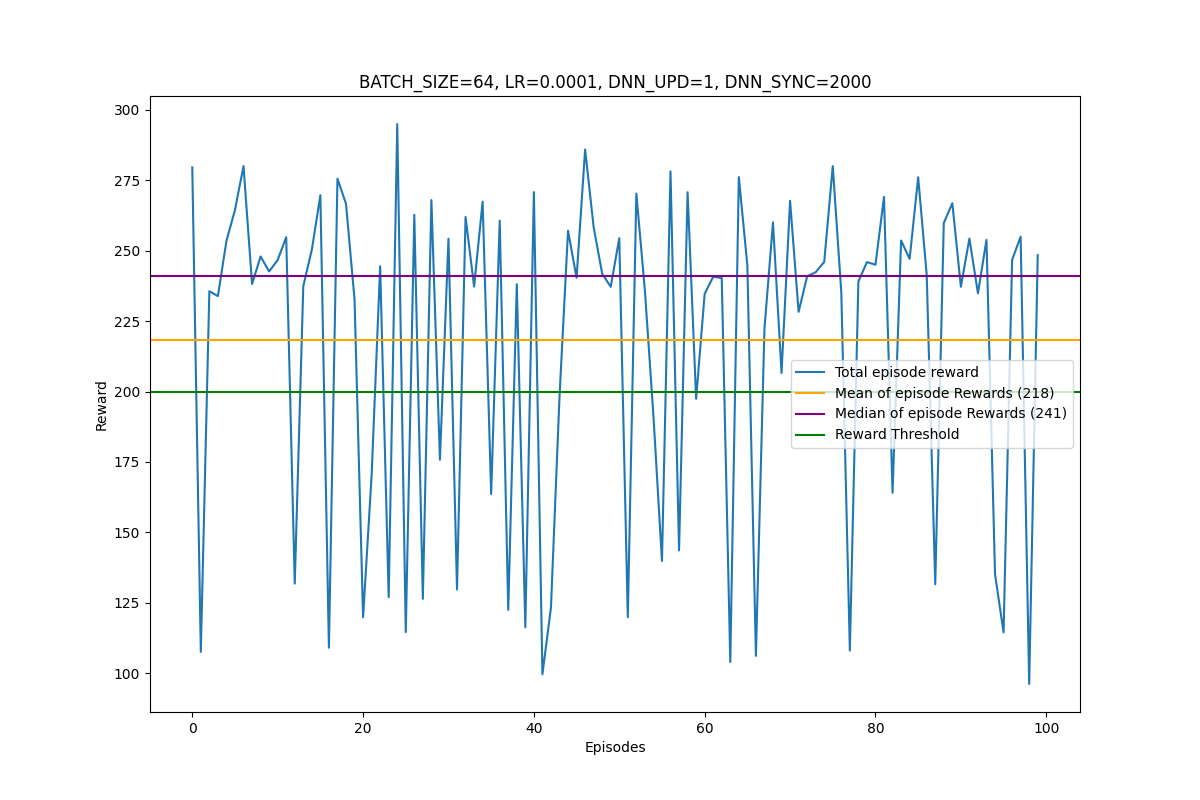 BATCH_SIZE=64, LR=0.0001, DNN_UPD=1, DNN_SYNC=2000
300
275
250
225
200
175
150
125
100
Reward
Total episode reward
Mean of episode Rewards (218)
Median of episode Rewards (241)
Reward Threshold
0 20 40 60 80 100
Episodes